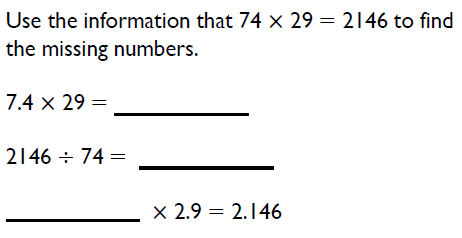 Use the information that 74 × 29 = 2146 to find
the missing numbers.
7.4 × 29 = 
2146 ÷ 74 = 
× 2.9 = 2.146